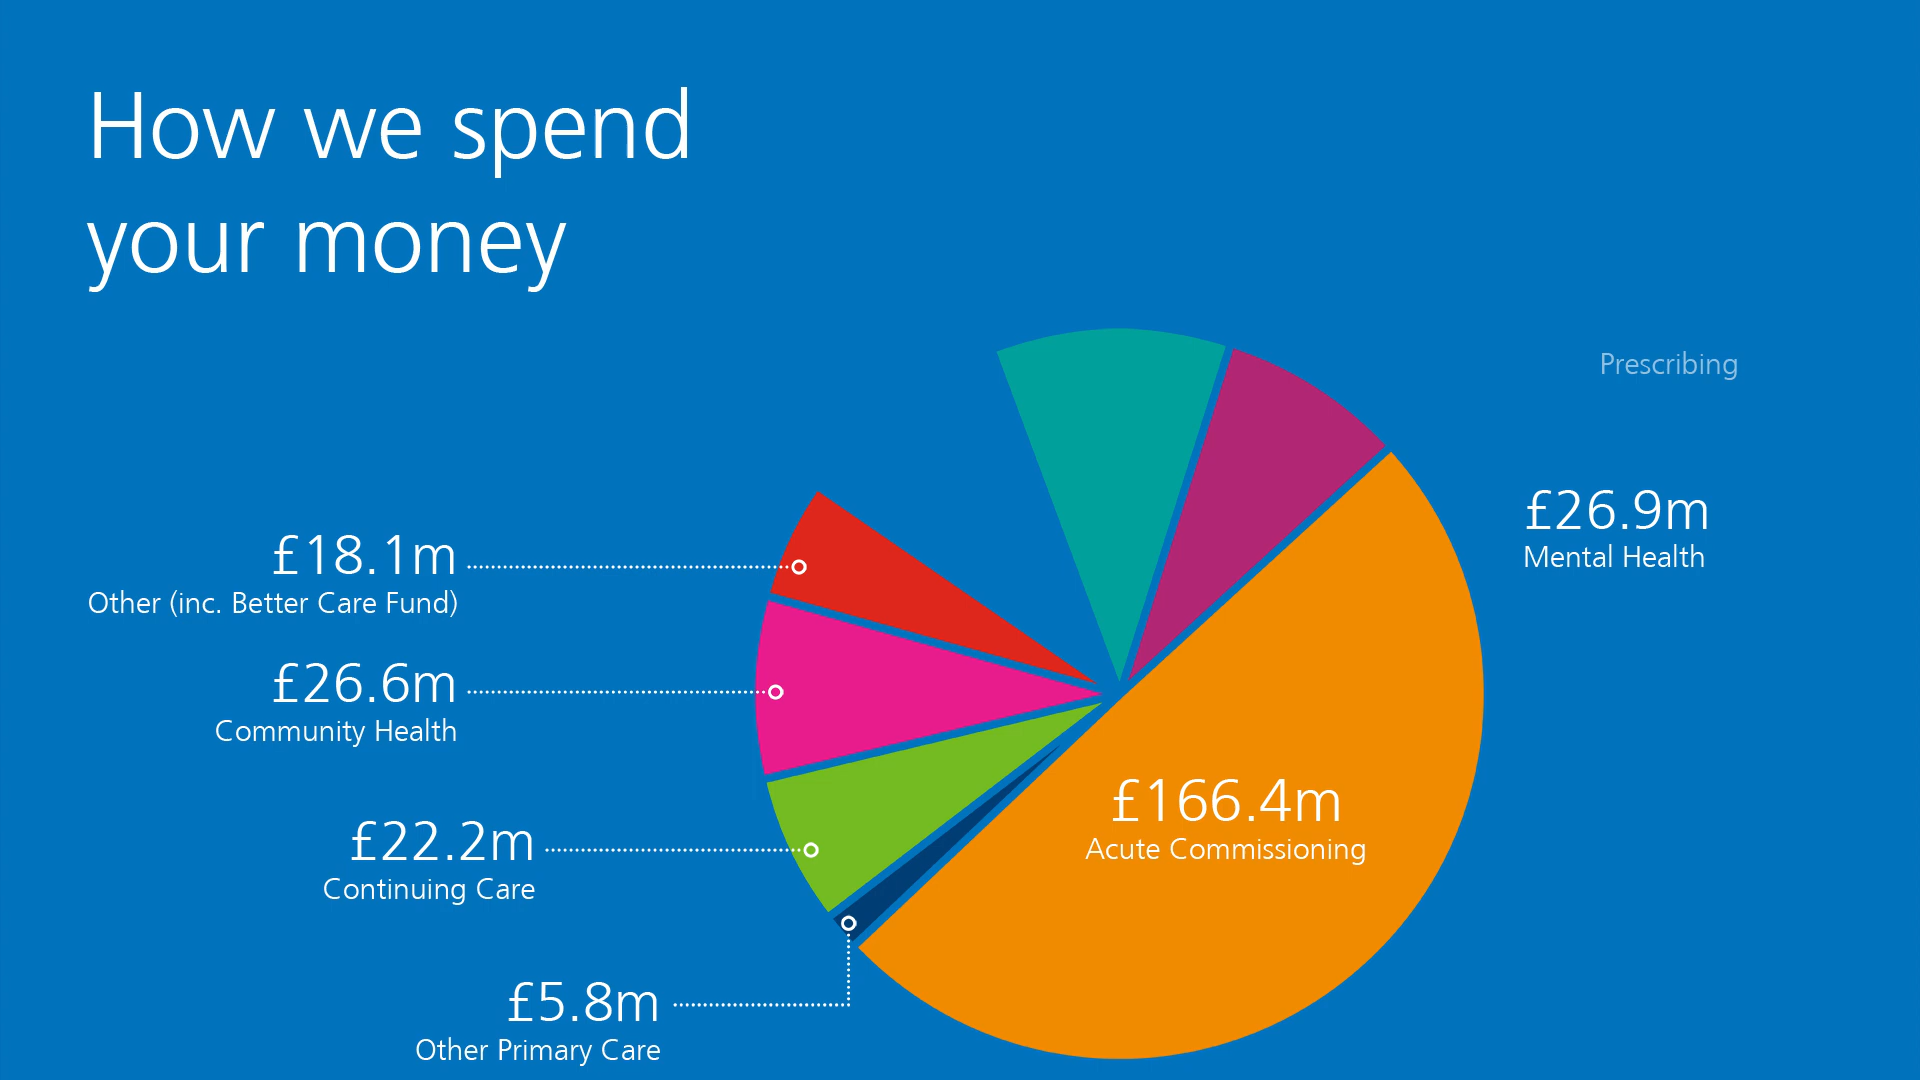 How we spend
your money
Prescribing
£26.9m
Mental Health
£18.1m
Other (inc. Better Care Fund)
£26.6m
Community Health
£166.4m
Acute Commissioning
£22.2m
Continuing Care
£5.8m
Other Primary Care